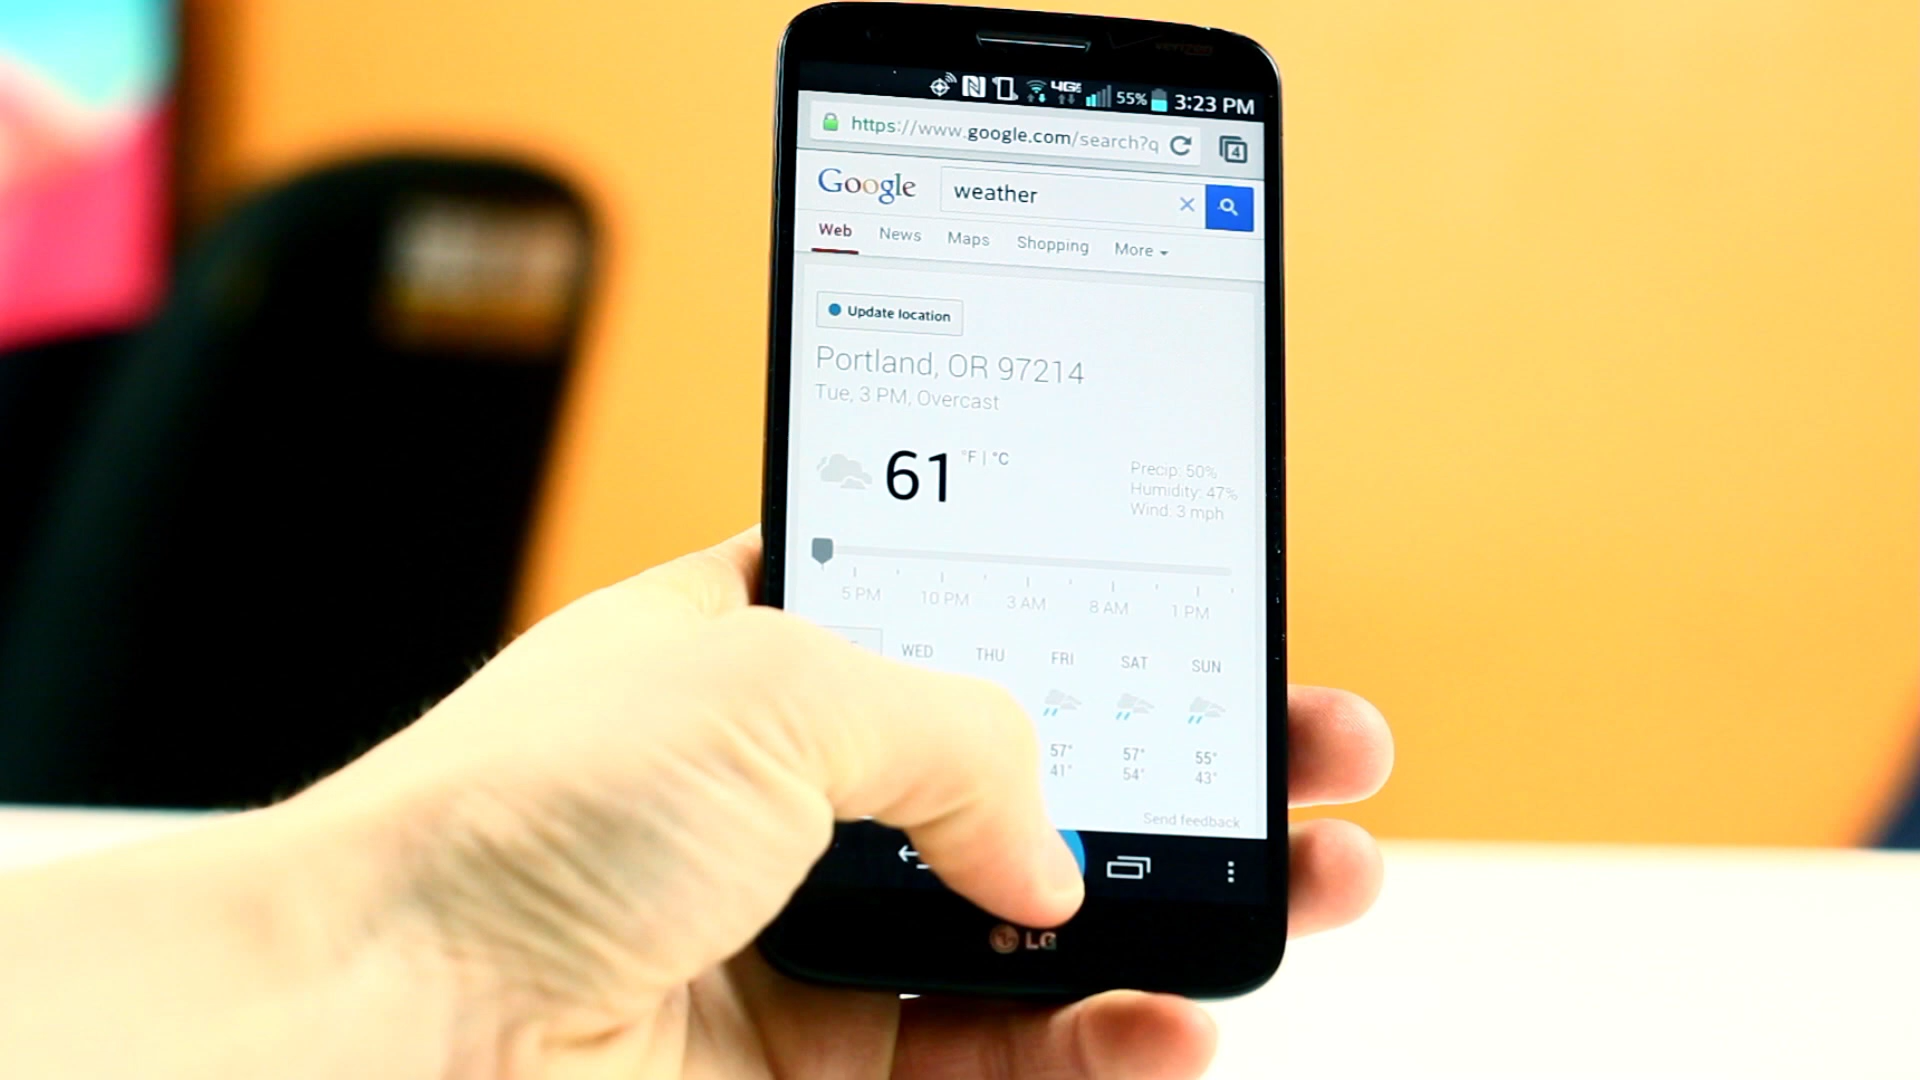 verizon
4G 55% 3:23 PM
https://www.google.com/search?q 4
Google weather
Web News Maps Shopping More
Update location
Portland, OR 97214
Tue, 3 PM, Overcast
61 °F | °C
Precip: 50%
Humidity: 47%
Wind: 3 mph
5 PM 10 PM 3 AM 8 AM 1 PM
WED THU FRI SAT SUN
57° 57° 55°
41° 54° 43°
Send feedback
LG